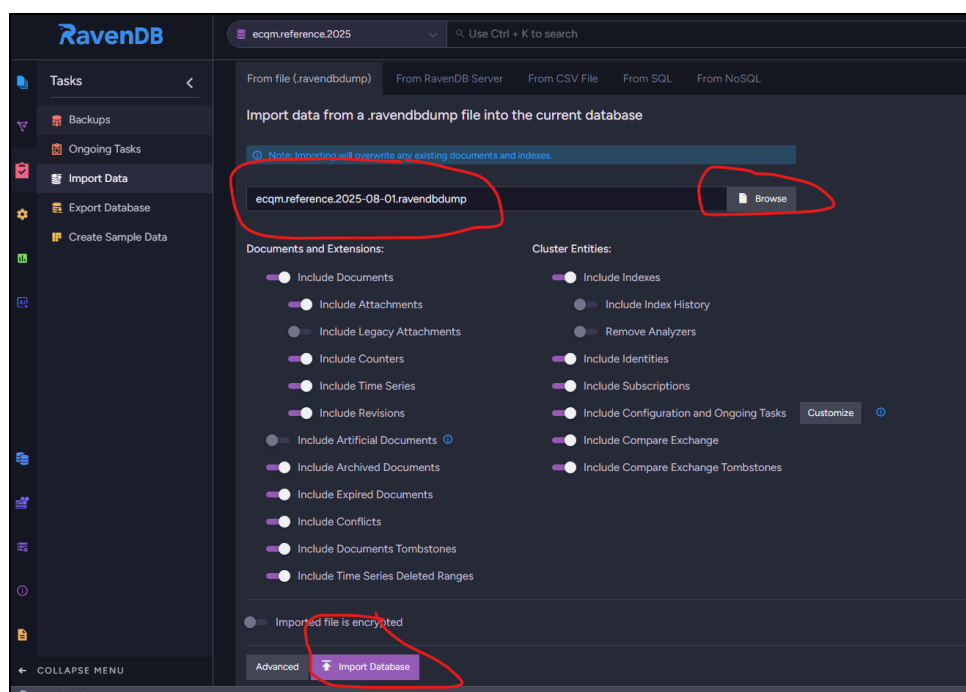 RavenDB
ecqm.reference.2025
Use Ctrl + K to search
Tasks
Backups
Ongoing Tasks
Import Data
Export Database
Create Sample Data
COLLAPSE MENU
From file (.ravendbdump)
From RavenDB Server
From CSV File
From SQL
From NoSQL
Import data from a .ravendbdump file into the current database
Note: Importing will overwrite any existing documents and indexes.
ecqm.reference.2025-08-01.ravendbdump
Browse
Documents and Extensions:
Include Documents
Include Attachments
Include Legacy Attachments
Include Counters
Include Time Series
Include Revisions
Include Artificial Documents
Include Archived Documents
Include Expired Documents
Include Conflicts
Include Documents Tombstones
Include Time Series Deleted Ranges
Cluster Entities:
Include Indexes
Include Index History
Remove Analyzers
Include Identities
Include Subscriptions
Include Configuration and Ongoing Tasks
Customize
Include Compare Exchange
Include Compare Exchange Tombstones
Imported file is encrypted
Advanced
Import Database